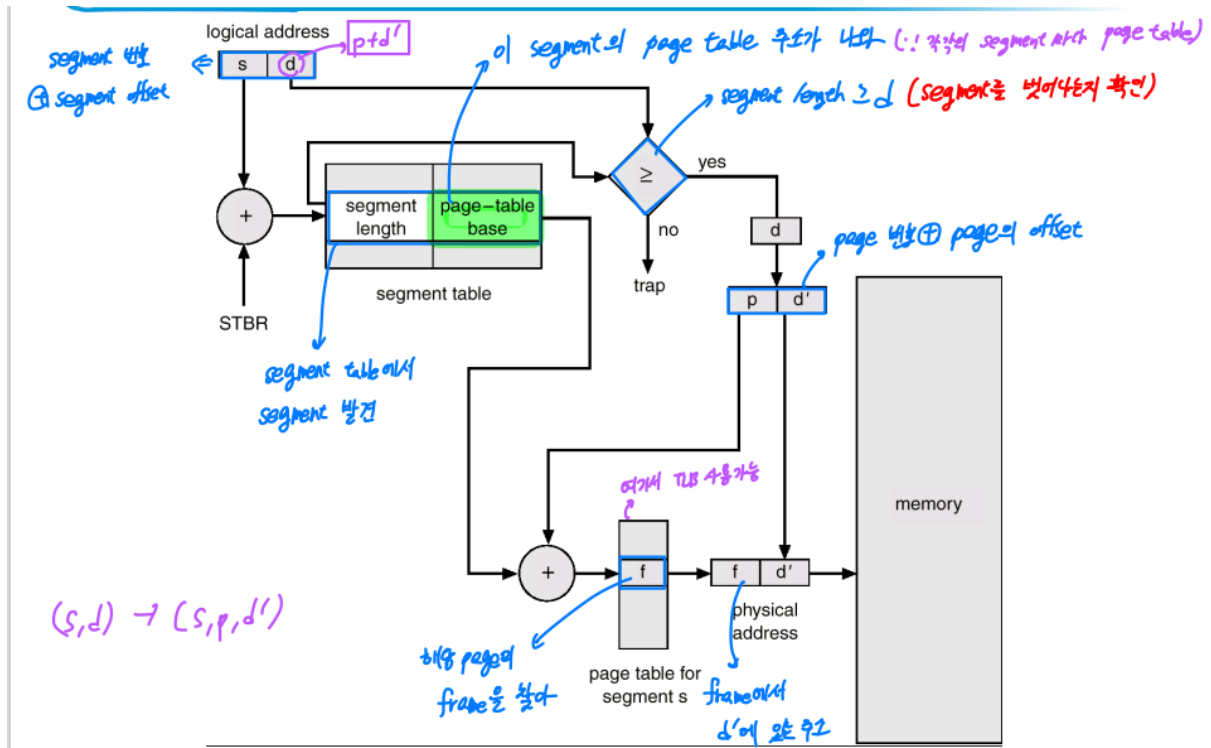 logical address
p+d′
segment 번호
⊕ segment offset
⇐
s d
이 segment의 page table 주소가 나와 (∵ 각각의 segment 마다 page table)
segment length ≥ d (segment를 벗어나는지 확인)
≥
yes
no
trap
+
segment length
page–table base
segment table
STBR
d
page 번호 ⊕ page의 offset
p d′
segment table에서
segment 발견
memory
여기서 TLB 사용가능
+
f
f d′
physical
address
(s,d) → (s,p,d′)
해당 page의
frame을 찾아
page table for
segment s
frame에서
d′에 있는 주소